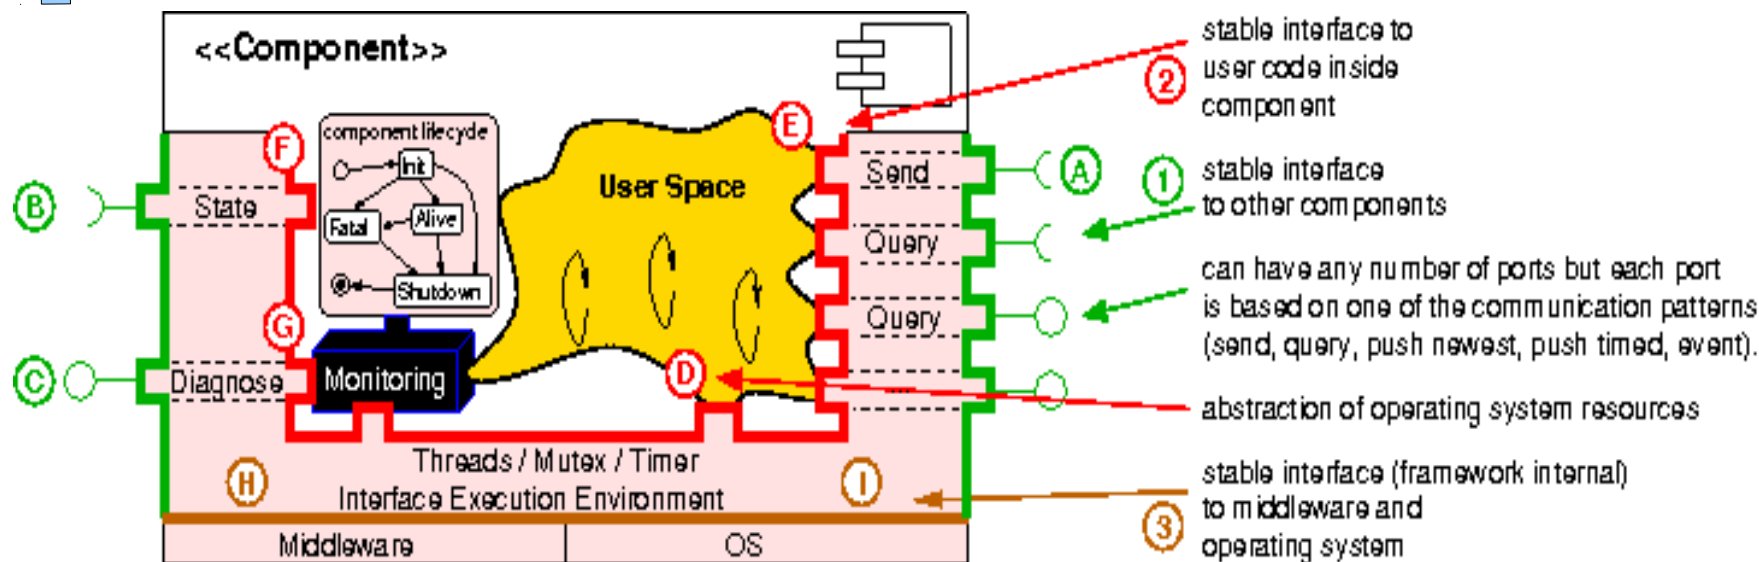 <<Component>>
stable interface to
user code inside
component
2
component lifecycle
Init
Fatal
Alive
Shutdown
F
E
User Space
Send
A
1
stable interface
to other components
B
State
Query
can have any number of ports but each port
is based on one of the communication patterns
(send, query, push newest, push timed, event).
G
Query
C
Diagnose
Monitoring
D
...
abstraction of operating system resources
Threads / Mutex / Timer
H
I
Interface Execution Environment
stable interface (framework internal)
to middleware and
operating system
3
Middleware
OS